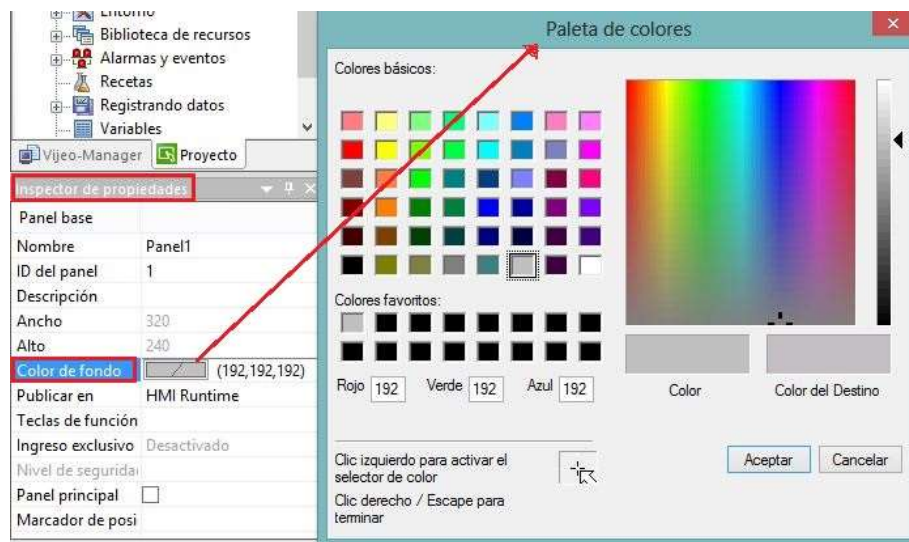 Entorno
Biblioteca de recursos
Alarmas y eventos
Recetas
Registrando datos
Variables
Vijeo-Manager
Proyecto
Inspector de propiedades
Panel base
Nombre Panel1
ID del panel 1
Descripción
Ancho 320
Alto 240
Color de fondo (192,192,192)
Publicar en HMI Runtime
Teclas de función
Ingreso exclusivo Desactivado
Nivel de segurida
Panel principal
Marcador de posi
Paleta de colores
Colores básicos:
Colores favoritos:
Rojo 192 Verde 192 Azul 192
Color
Color del Destino
Clic izquierdo para activar el
selector de color
Clic derecho / Escape para
terminar
Aceptar
Cancelar